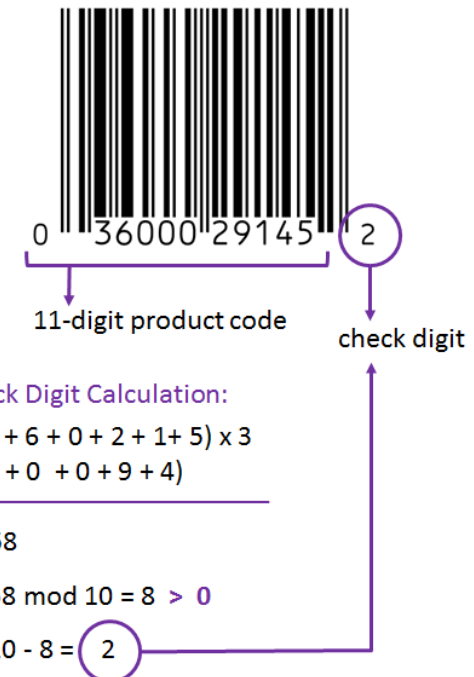 0 36000 29145 2
11-digit product code
check digit
ck Digit Calculation:
+ 6 + 0 + 2 + 1+ 5) x 3
+ 0 + 0 + 9 + 4)
8
8 mod 10 = 8 > 0
0 - 8 = 2